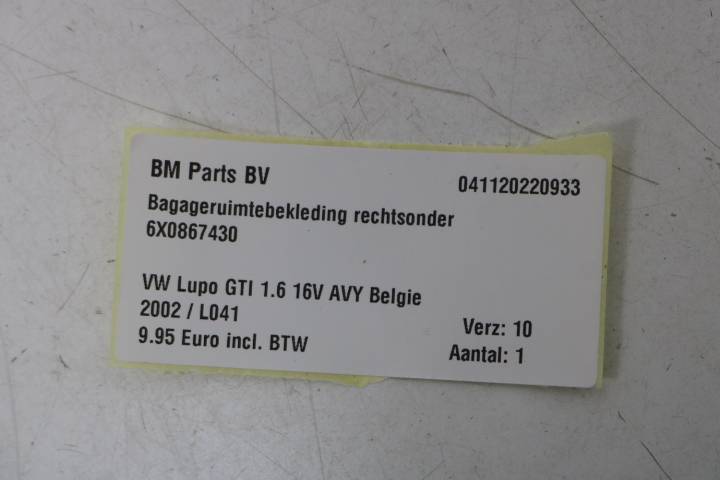 BM Parts BV 041120220933
Bagageruimtebekleding rechtsonder
6X0867430
VW Lupo GTI 1.6 16V AVY Belgie
2002 / L041 Verz: 10
9.95 Euro incl. BTW Aantal: 1